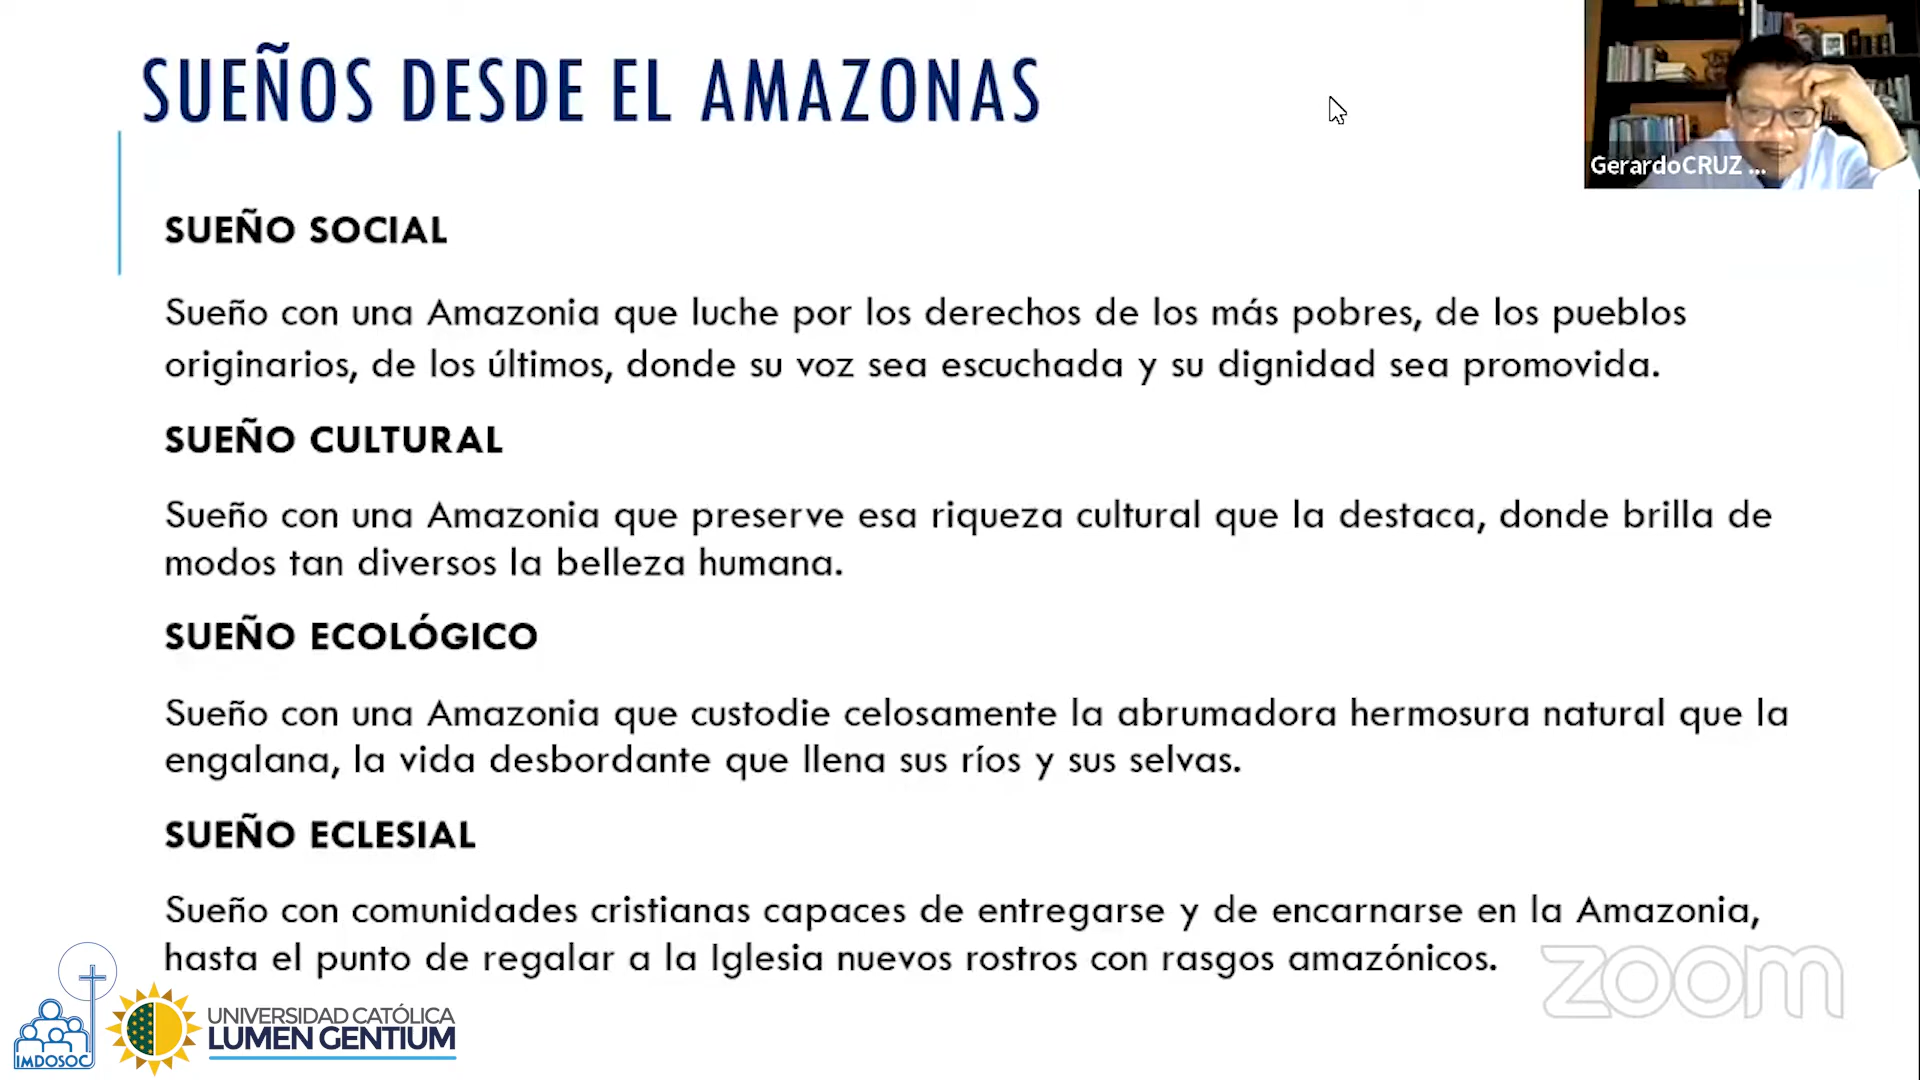 SUEÑOS DESDE EL AMAZONAS
GerardoCRUZ ...
SUEÑO SOCIAL
Sueño con una Amazonia que luche por los derechos de los más pobres, de los pueblos
originarios, de los últimos, donde su voz sea escuchada y su dignidad sea promovida.
SUEÑO CULTURAL
Sueño con una Amazonia que preserve esa riqueza cultural que la destaca, donde brilla de
modos tan diversos la belleza humana.
SUEÑO ECOLÓGICO
Sueño con una Amazonia que custodie celosamente la abrumadora hermosura natural que la
engalana, la vida desbordante que llena sus ríos y sus selvas.
SUEÑO ECLESIAL
Sueño con comunidades cristianas capaces de entregarse y de encarnarse en la Amazonia,
hasta el punto de regalar a la Iglesia nuevos rostros con rasgos amazónicos.
zoom
IMDOSOC
UNIVERSIDAD CATÓLICA
LUMEN GENTIUM